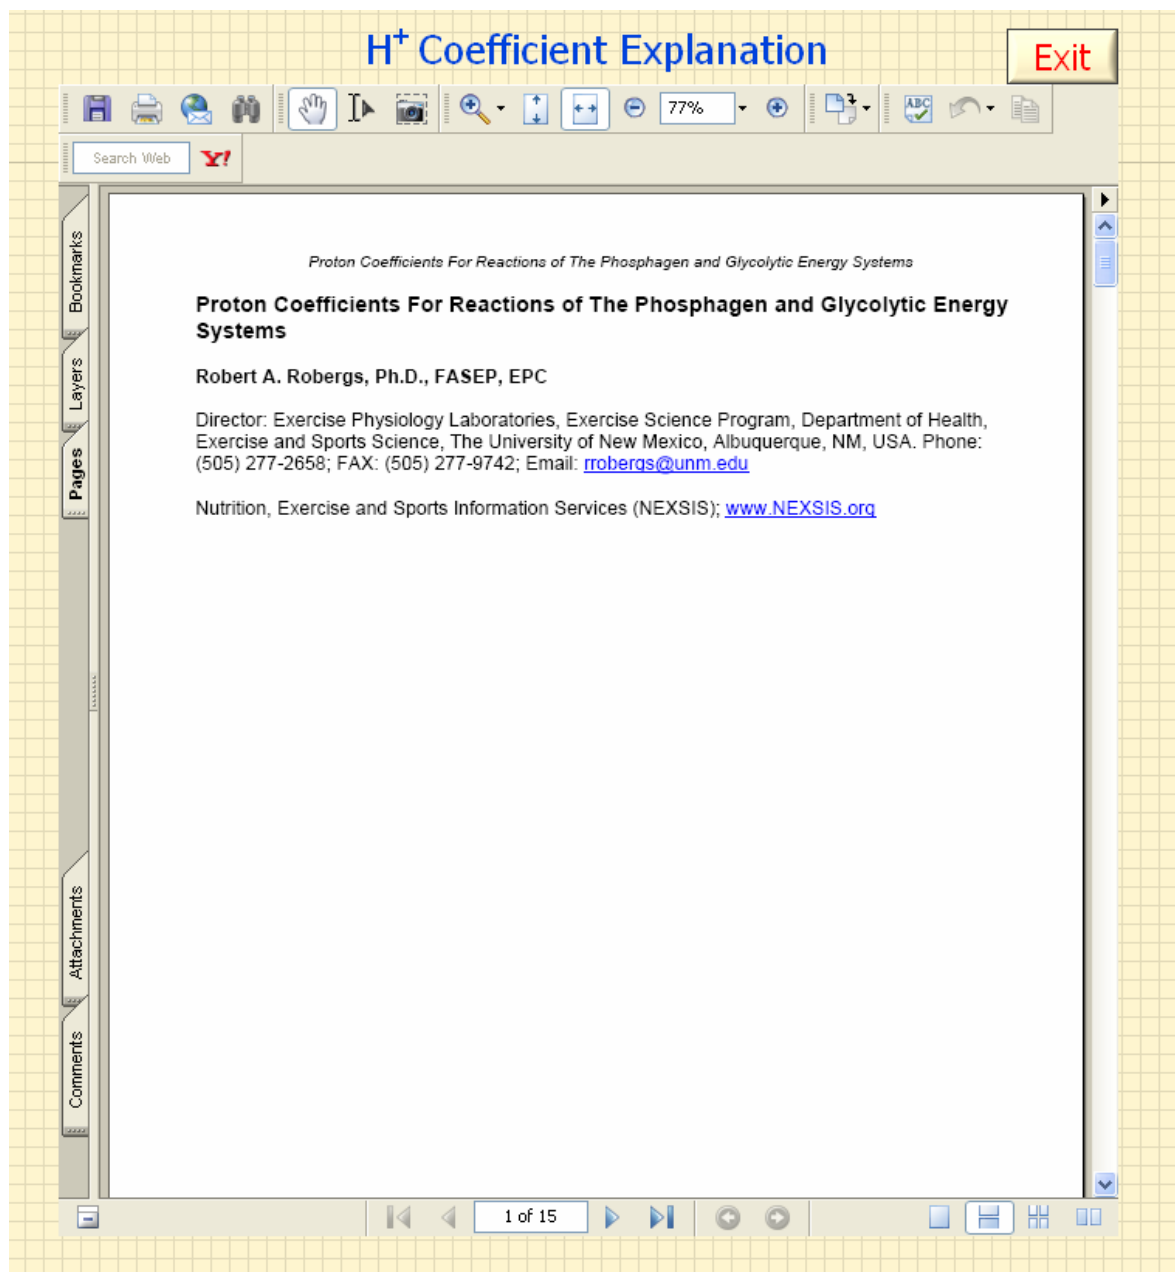 H+ Coefficient Explanation
Exit
77%
ABC
Search Web
Y!
Bookmarks
Layers
Pages
Attachments
Comments
Proton Coefficients For Reactions of The Phosphagen and Glycolytic Energy Systems
Proton Coefficients For Reactions of The Phosphagen and Glycolytic Energy
Systems
Robert A. Robergs, Ph.D., FASEP, EPC
Director: Exercise Physiology Laboratories, Exercise Science Program, Department of Health,
Exercise and Sports Science, The University of New Mexico, Albuquerque, NM, USA. Phone:
(505) 277-2658; FAX: (505) 277-9742; Email: rrobergs@unm.edu
Nutrition, Exercise and Sports Information Services (NEXSIS); www.NEXSIS.org
1 of 15